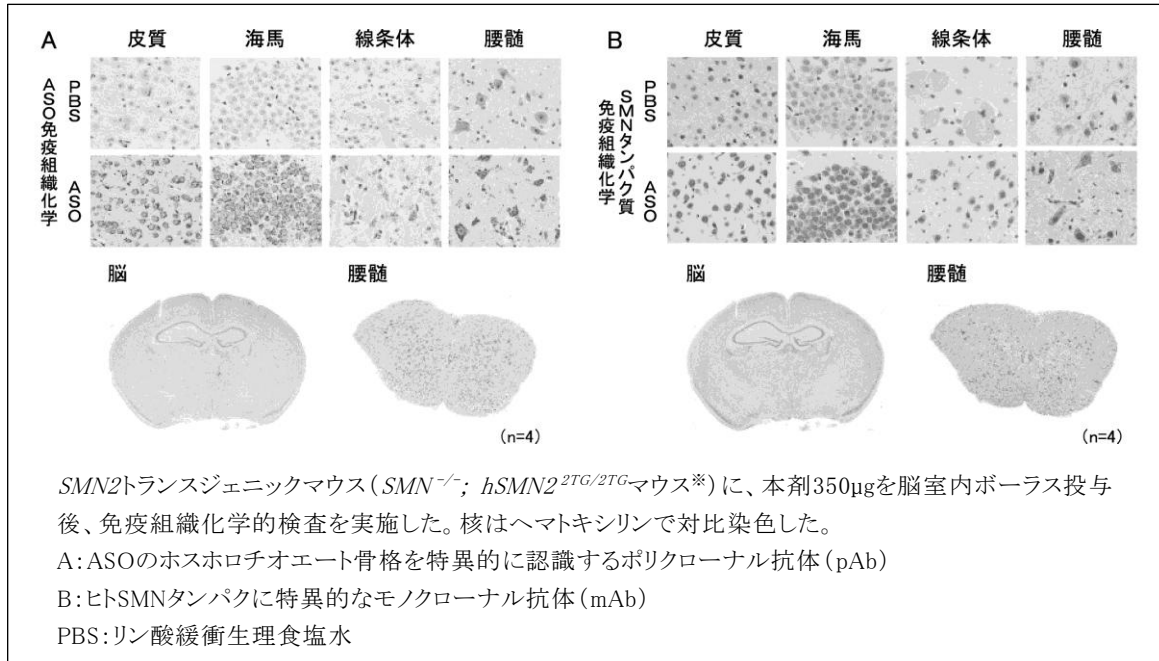 A
皮質 海馬 線条体 腰髄
ASO免疫組織化学
PBS
ASO
脳 腰髄
(n=4)
B
皮質 海馬 線条体 腰髄
SMNタンパク質
免疫組織化学
PBS
ASO
脳 腰髄
(n=4)
SMN2トランスジェニックマウス(SMN−/−; hSMN2 2TG/2TGマウス※)に、本剤350µgを脳室内ボーラス投与
後、免疫組織化学的検査を実施した。核はヘマトキシリンで対比染色した。
A:ASOのホスホロチオエート骨格を特異的に認識するポリクローナル抗体(pAb)
B:ヒトSMNタンパクに特異的なモノクローナル抗体(mAb)
PBS:リン酸緩衝生理食塩水